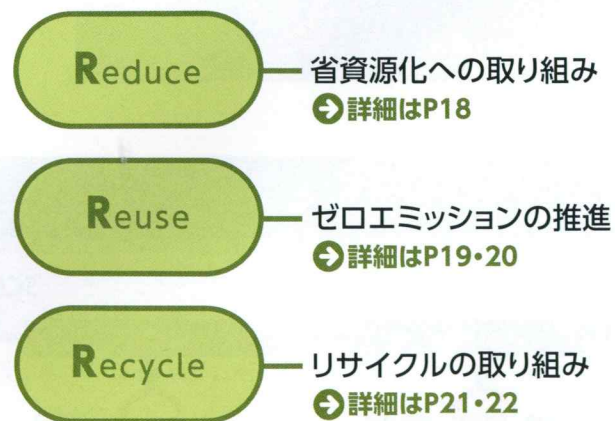 Reduce
省資源化への取り組み
詳細はP18
Reuse
ゼロエミッションの推進
詳細はP19・20
Recycle
リサイクルの取り組み
詳細はP21・22